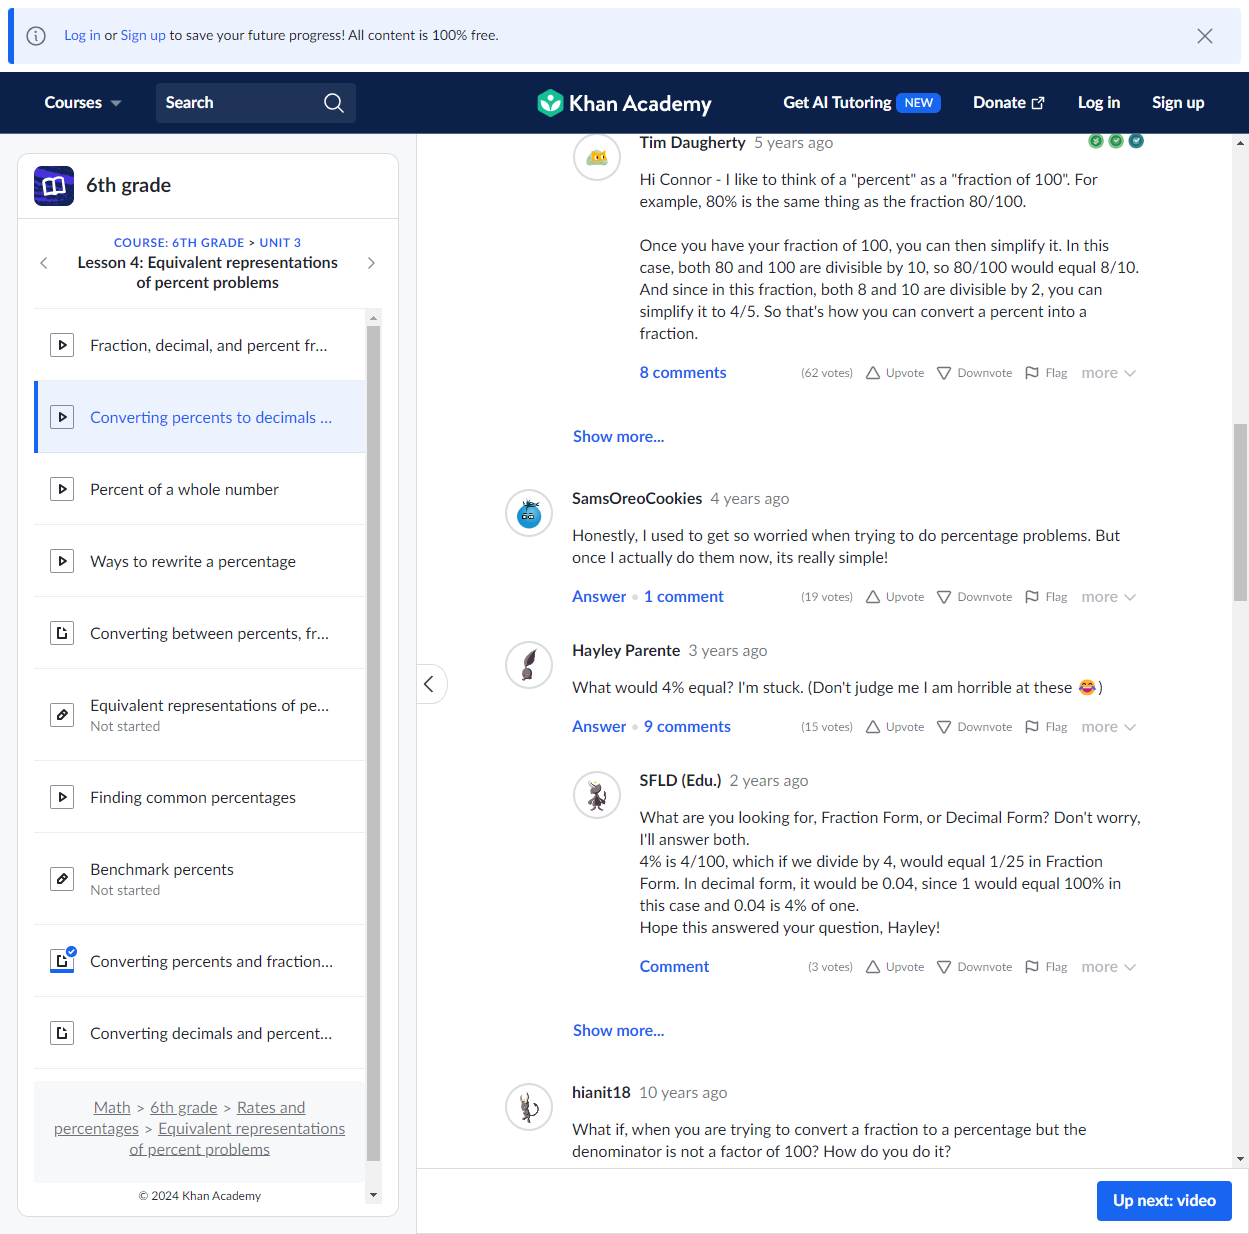 Log in or Sign up to save your future progress! All content is 100% free.
Courses
Search
Khan Academy
Get AI Tutoring NEW
Donate
Log in
Sign up
6th grade
COURSE: 6TH GRADE > UNIT 3
Lesson 4: Equivalent representations
of percent problems
Fraction, decimal, and percent fr...
Converting percents to decimals ...
Percent of a whole number
Ways to rewrite a percentage
Converting between percents, fr...
Equivalent representations of pe...
Not started
Finding common percentages
Benchmark percents
Not started
Converting percents and fraction...
Converting decimals and percent...
Math > 6th grade > Rates and
percentages > Equivalent representations
of percent problems
© 2024 Khan Academy
Tim Daugherty 5 years ago
Hi Connor - I like to think of a "percent" as a "fraction of 100". For
example, 80% is the same thing as the fraction 80/100.
Once you have your fraction of 100, you can then simplify it. In this
case, both 80 and 100 are divisible by 10, so 80/100 would equal 8/10.
And since in this fraction, both 8 and 10 are divisible by 2, you can
simplify it to 4/5. So that's how you can convert a percent into a
fraction.
8 comments (62 votes) Upvote Downvote Flag more
Show more...
SamsOreoCookies 4 years ago
Honestly, I used to get so worried when trying to do percentage problems. But
once I actually do them now, its really simple!
Answer • 1 comment (19 votes) Upvote Downvote Flag more
Hayley Parente 3 years ago
What would 4% equal? I'm stuck. (Don't judge me I am horrible at these 😂)
Answer • 9 comments (15 votes) Upvote Downvote Flag more
SFLD (Edu.) 2 years ago
What are you looking for, Fraction Form, or Decimal Form? Don't worry,
I'll answer both.
4% is 4/100, which if we divide by 4, would equal 1/25 in Fraction
Form. In decimal form, it would be 0.04, since 1 would equal 100% in
this case and 0.04 is 4% of one.
Hope this answered your question, Hayley!
Comment (3 votes) Upvote Downvote Flag more
Show more...
hianit18 10 years ago
What if, when you are trying to convert a fraction to a percentage but the
denominator is not a factor of 100? How do you do it?
Up next: video